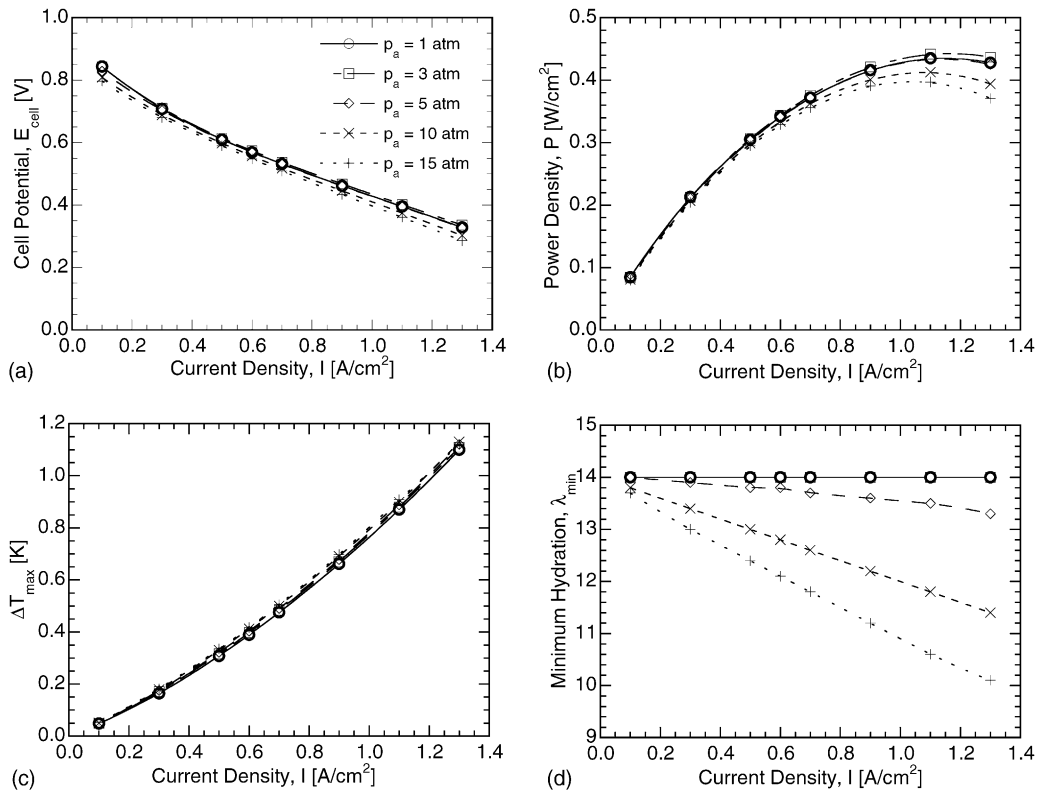 1.0
0.8
0.6
0.4
0.2
0.0
Cell Potential, E_cell [V]
p_a = 1 atm
p_a = 3 atm
p_a = 5 atm
p_a = 10 atm
p_a = 15 atm
0.0 0.2 0.4 0.6 0.8 1.0 1.2 1.4
(a) Current Density, I [A/cm²]
0.5
0.4
0.3
0.2
0.1
0.0
Power Density, P [W/cm²]
0.0 0.2 0.4 0.6 0.8 1.0 1.2 1.4
(b) Current Density, I [A/cm²]
1.2
1.0
0.8
0.6
0.4
0.2
0.0
ΔT_max [K]
0.0 0.2 0.4 0.6 0.8 1.0 1.2 1.4
(c) Current Density, I [A/cm²]
15
14
13
12
11
10
9
Minimum Hydration, λ_min
0.0 0.2 0.4 0.6 0.8 1.0 1.2 1.4
(d) Current Density, I [A/cm²]